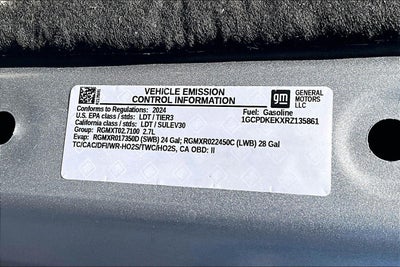 VEHICLE EMISSION
CONTROL INFORMATION
gm
GENERAL
MOTORS LLC
Conforms to Regulations: 2024
Fuel: Gasoline
U.S. EPA class / stds: LDT / TIER3
1GCPDKEKXRZ135861
California class / stds: LDT / SULEV30
Group: RGMXT02.7100 2.7L
Evap: RGMXR017350D (SWB) 24 Gal; RGMXR022450C (LWB) 28 Gal
TC/CAC/DFI/WR-HO2S/TWC/HO2S, CA OBD: II